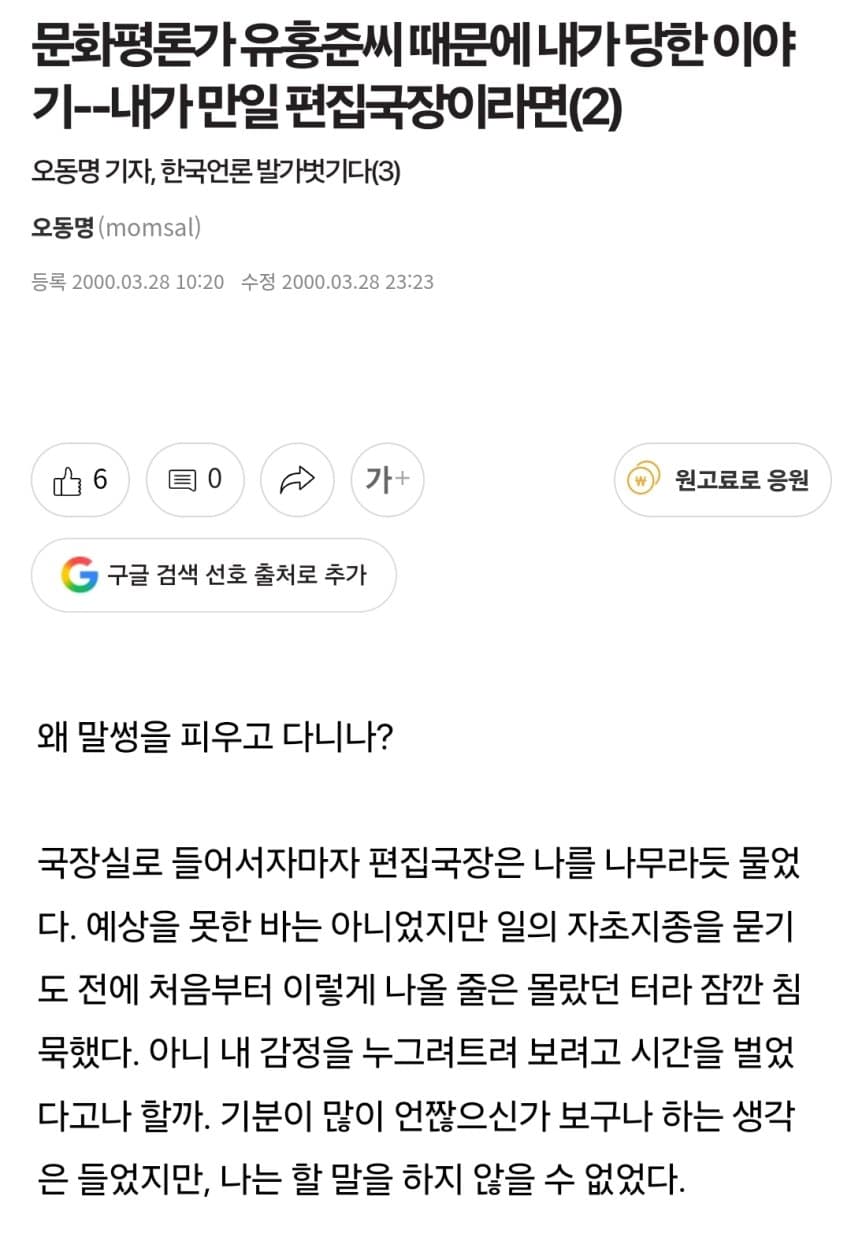 문화평론가 유홍준씨 때문에 내가 당한 이야
기--내가 만일 편집국장이라면(2)
오동명 기자, 한국언론 발가벗기다(3)
오동명(momsal)
등록 2000.03.28 10:20 수정 2000.03.28 23:23
6 0 가+ 원고료로 응원
구글 검색 선호 출처로 추가
왜 말썽을 피우고 다니나?
국장실로 들어서자마자 편집국장은 나를 나무라듯 물었
다. 예상을 못한 바는 아니었지만 일의 자초지종을 묻기
도 전에 처음부터 이렇게 나올 줄은 몰랐던 터라 잠깐 침
묵했다. 아니 내 감정을 누그려트려 보려고 시간을 벌었
다고나 할까. 기분이 많이 언짢으신가 보구나 하는 생각
은 들었지만, 나는 할 말을 하지 않을 수 없었다.